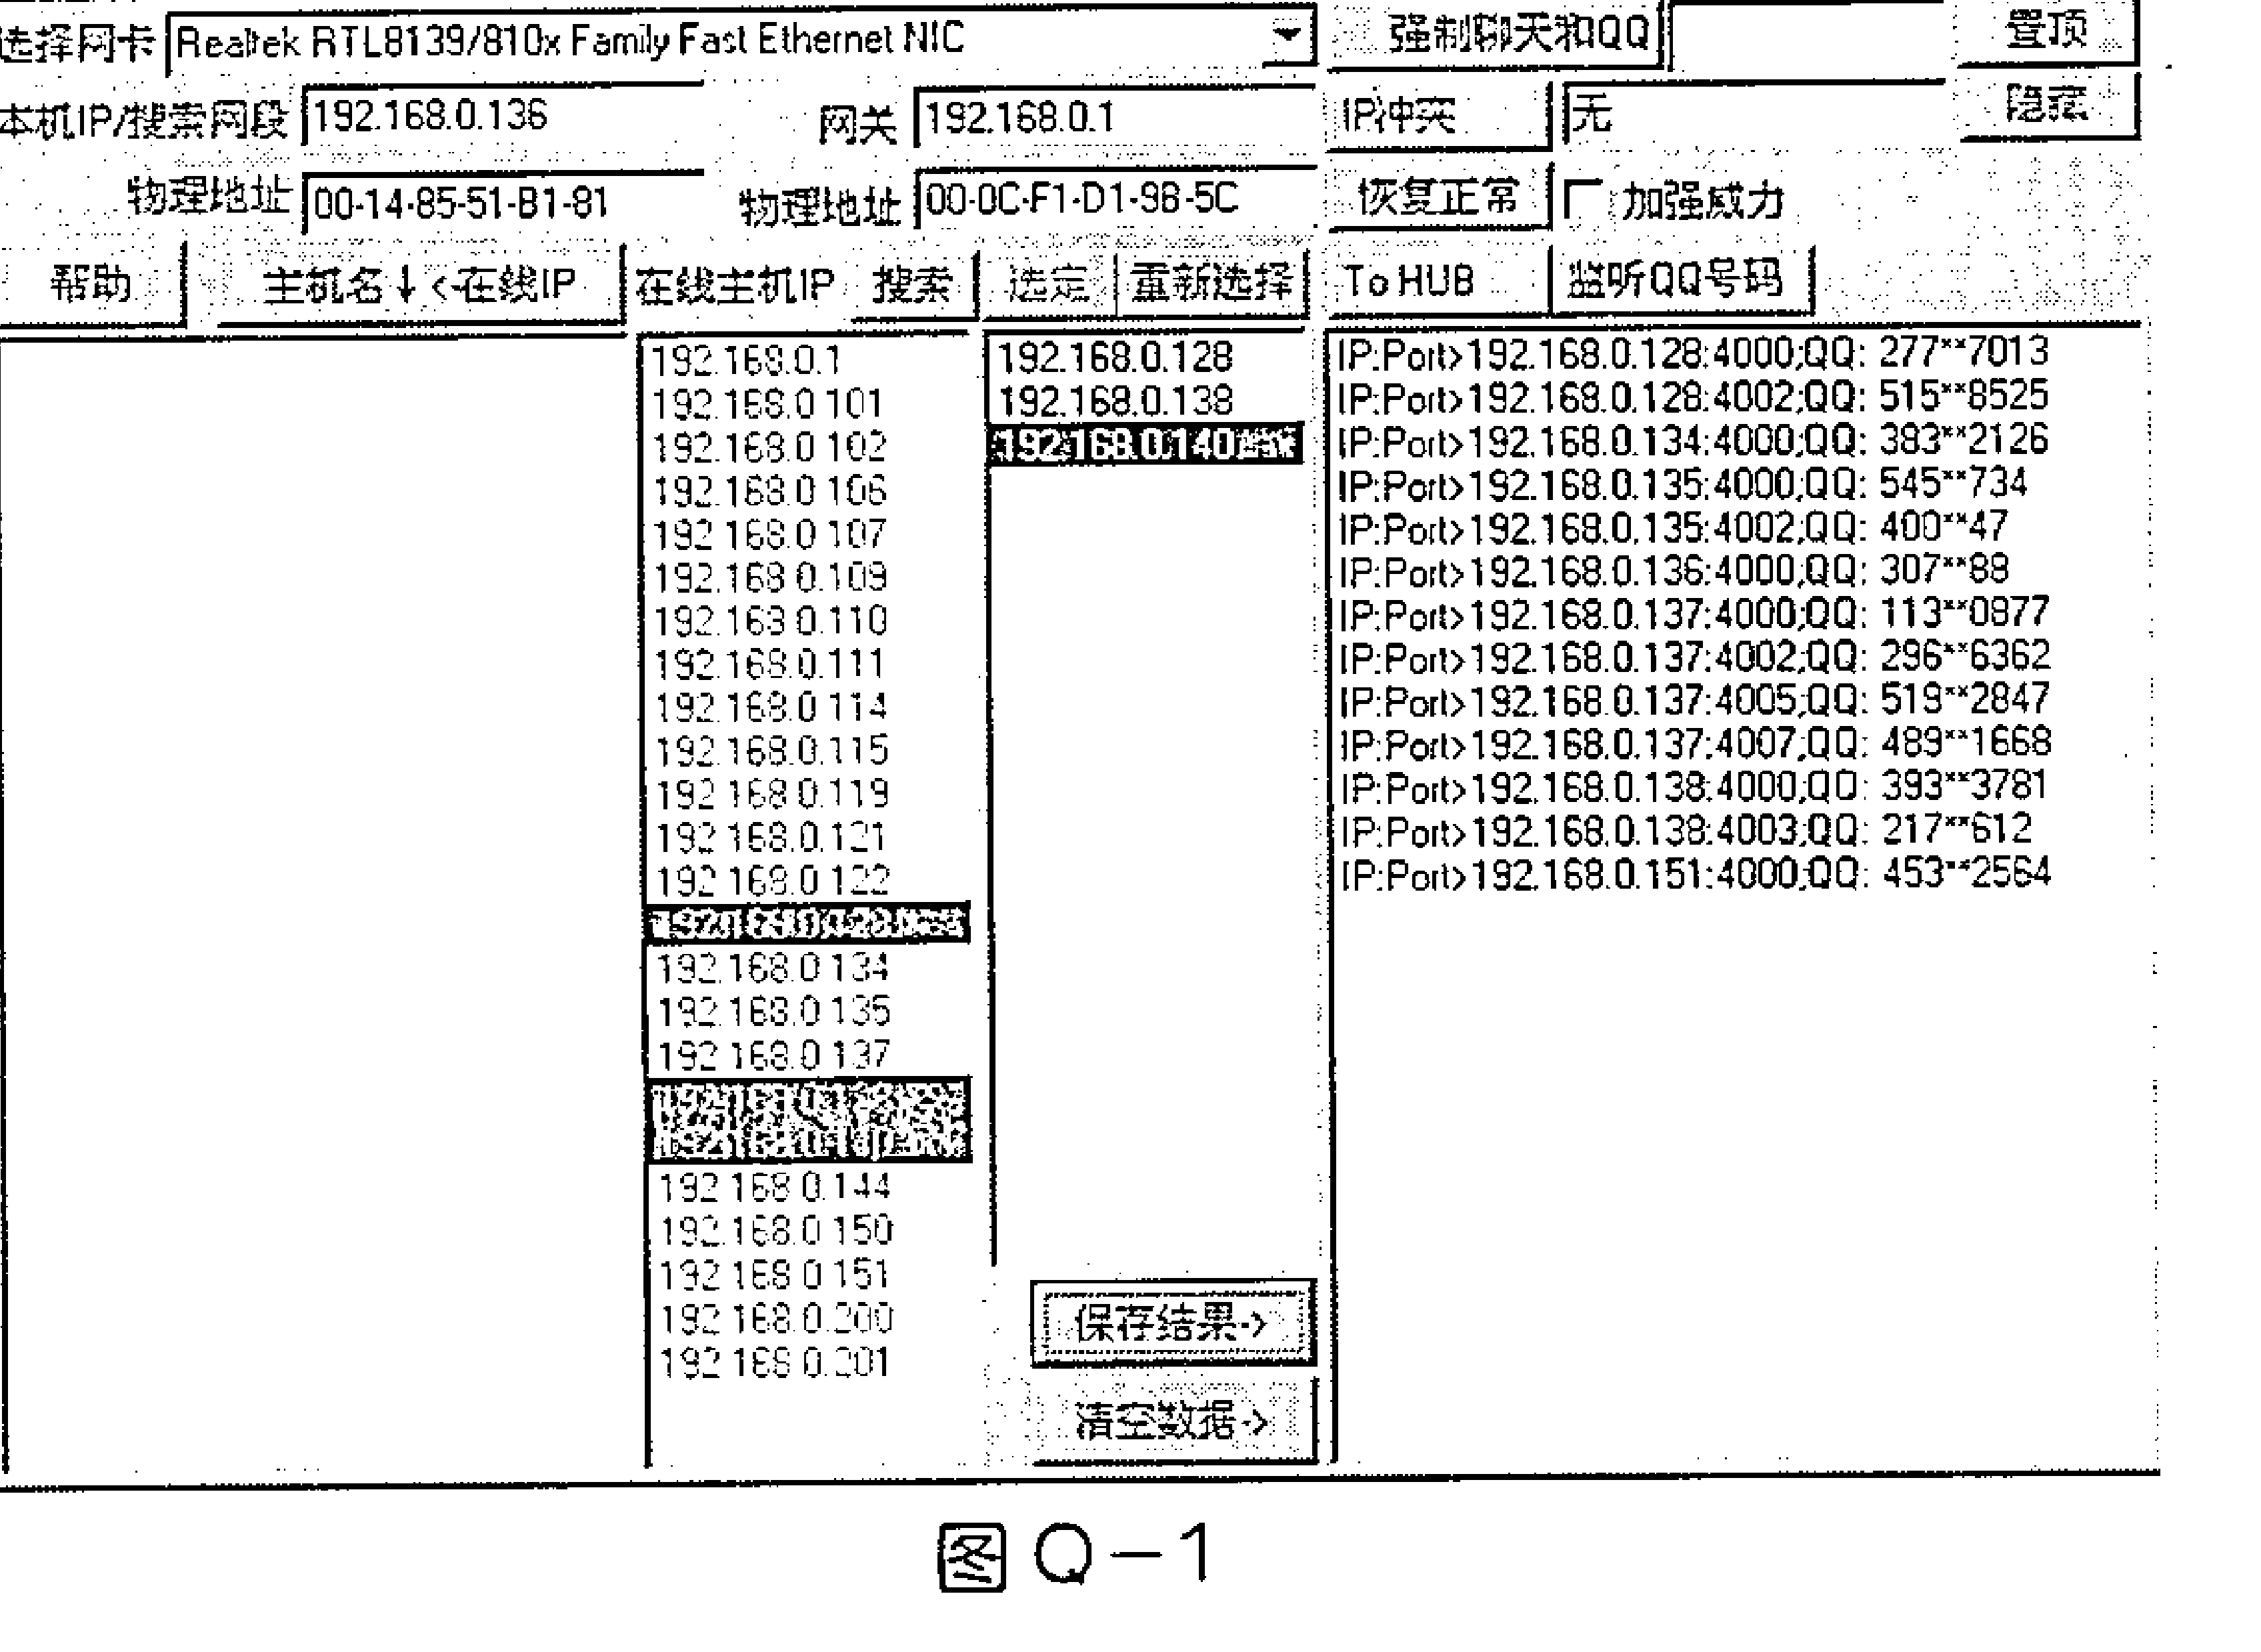 选择网卡 Realtek RTL8139/810x Family Fast Ethernet NIC 强制聊天和QQ 置顶
本机IP/搜索网段 192.168.0.136 网关 192.168.0.1 IP冲突 无 隐藏
物理地址 00-14-85-51-B1-81 物理地址 00-0C-F1-D1-98-5C 恢复正常 加强威力
帮助 主机名↓<-在线IP 在线主机IP 搜索 选定 重新选择 To HUB 监听QQ号码
192.168.0.1
192.168.0.101
192.168.0.102
192.168.0.106
192.168.0.107
192.168.0.109
192.168.0.110
192.168.0.111
192.168.0.114
192.168.0.115
192.168.0.119
192.168.0.121
192.168.0.122
192.168.0.134
192.168.0.135
192.168.0.137
192.168.0.144
192.168.0.150
192.168.0.151
192.168.0.200
192.168.0.201
192.168.0.128
192.168.0.138
192.168.0.140
保存结果->
清空数据->
IP:Port>192.168.0.128:4000;QQ: 277**7013
IP:Port>192.168.0.128:4002;QQ: 515**8525
IP:Port>192.168.0.134:4000;QQ: 383**2126
IP:Port>192.168.0.135:4000;QQ: 545**734
IP:Port>192.168.0.135:4002;QQ: 400**47
IP:Port>192.168.0.136:4000;QQ: 307**88
IP:Port>192.168.0.137:4000;QQ: 113**0877
IP:Port>192.168.0.137:4002;QQ: 296**6362
IP:Port>192.168.0.137:4005;QQ: 519**2847
IP:Port>192.168.0.137:4007;QQ: 489**1668
IP:Port>192.168.0.138:4000;QQ: 393**3781
IP:Port>192.168.0.138:4003;QQ: 217**612
IP:Port>192.168.0.151:4000;QQ: 453**2564
图 Q-1